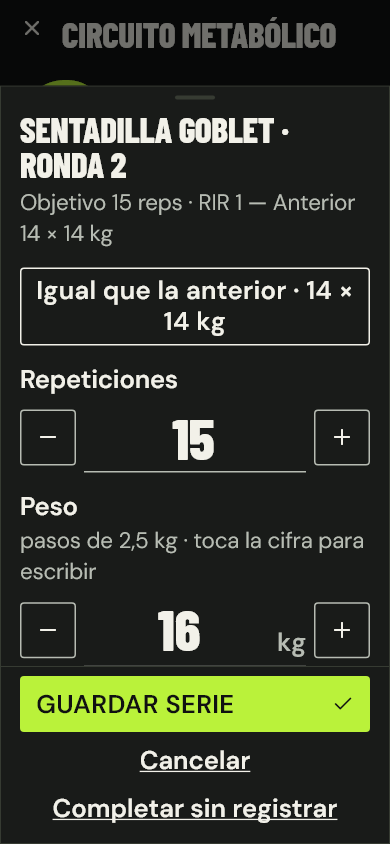 × CIRCUITO METABÓLICO
SENTADILLA GOBLET ·
RONDA 2
Objetivo 15 reps · RIR 1 — Anterior
14 × 14 kg
Igual que la anterior · 14 ×
14 kg
Repeticiones
− 15 +
Peso
pasos de 2,5 kg · toca la cifra para
escribir
− 16 kg +
GUARDAR SERIE ✓
Cancelar
Completar sin registrar